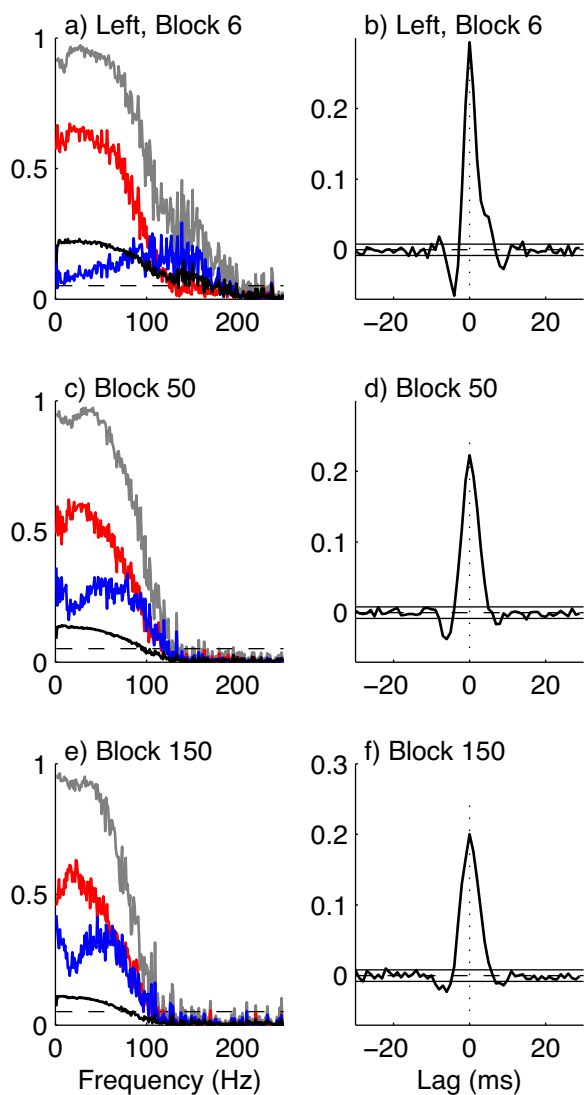 a) Left, Block 6
1
0.5
0
0 100 200
b) Left, Block 6
0.2
0.1
0
−20 0 20
c) Block 50
1
0.5
0
0 100 200
d) Block 50
0.2
0.1
0
−20 0 20
e) Block 150
1
0.5
0
0 100 200
Frequency (Hz)
f) Block 150
0.3
0.2
0.1
0
−20 0 20
Lag (ms)